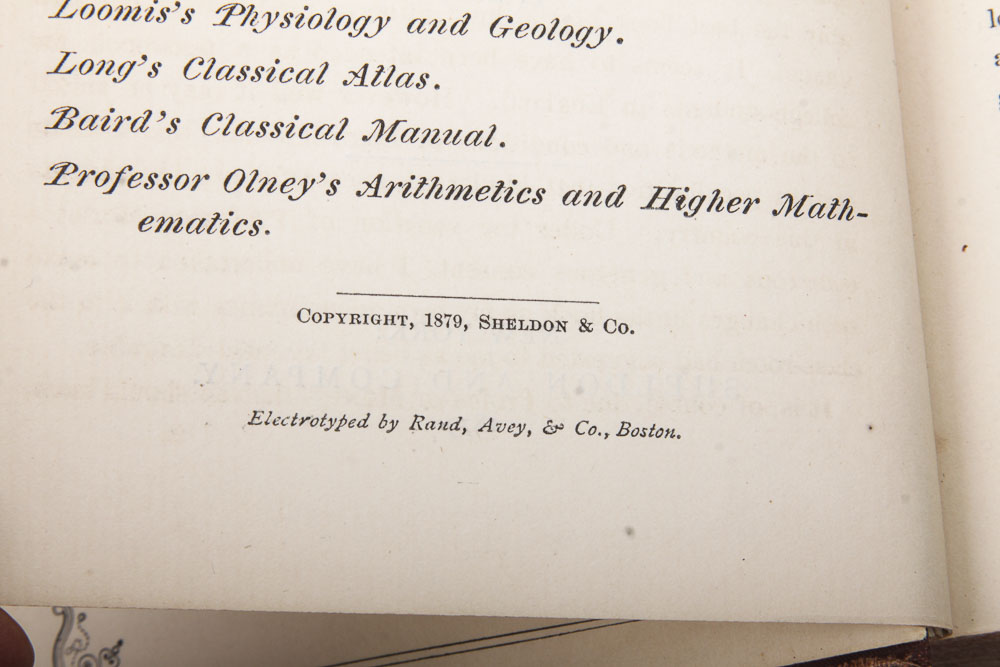 Loomis's Physiology and Geology.
Long's Classical Atlas.
Baird's Classical Manual.
Professor Olney's Arithmetics and Higher Math-
ematics.
Copyright, 1879, Sheldon & Co.
Electrotyped by Rand, Avey, & Co., Boston.